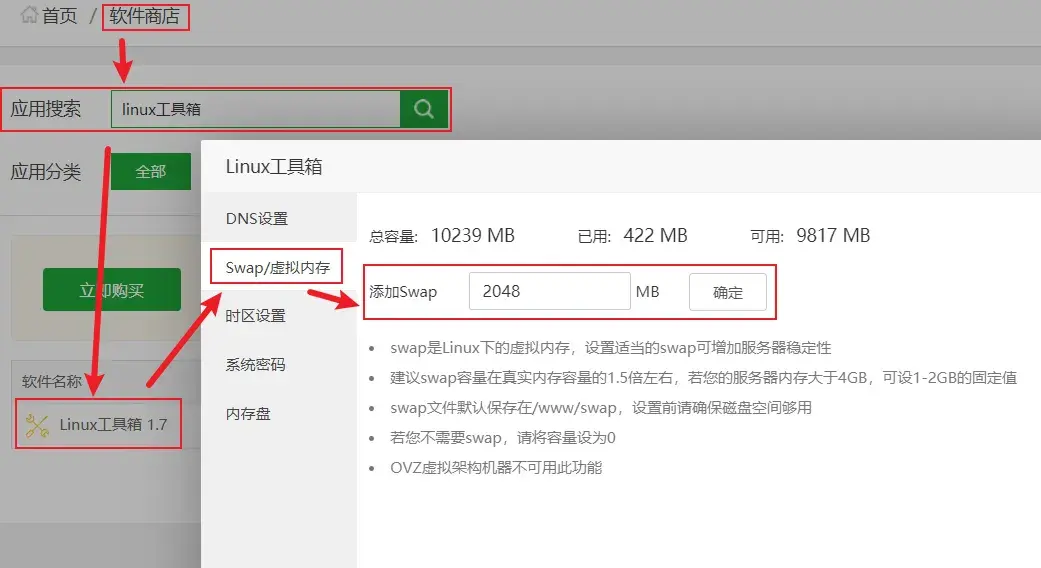 首页 / 软件商店
应用搜索 linux工具箱
应用分类 全部
立即购买
软件名称
Linux工具箱 1.7
Linux工具箱
DNS设置
Swap/虚拟内存
时区设置
系统密码
内存盘
总容量: 10239 MB 已用: 422 MB 可用: 9817 MB
添加Swap 2048 MB 确定
swap是Linux下的虚拟内存，设置适当的swap可增加服务器稳定性
建议swap容量在真实内存容量的1.5倍左右，若您的服务器内存大于4GB，可设1-2GB的固定值
swap文件默认保存在/www/swap，设置前请确保磁盘空间够用
若您不需要swap，请将容量设为0
OVZ虚拟架构机器不可用此功能